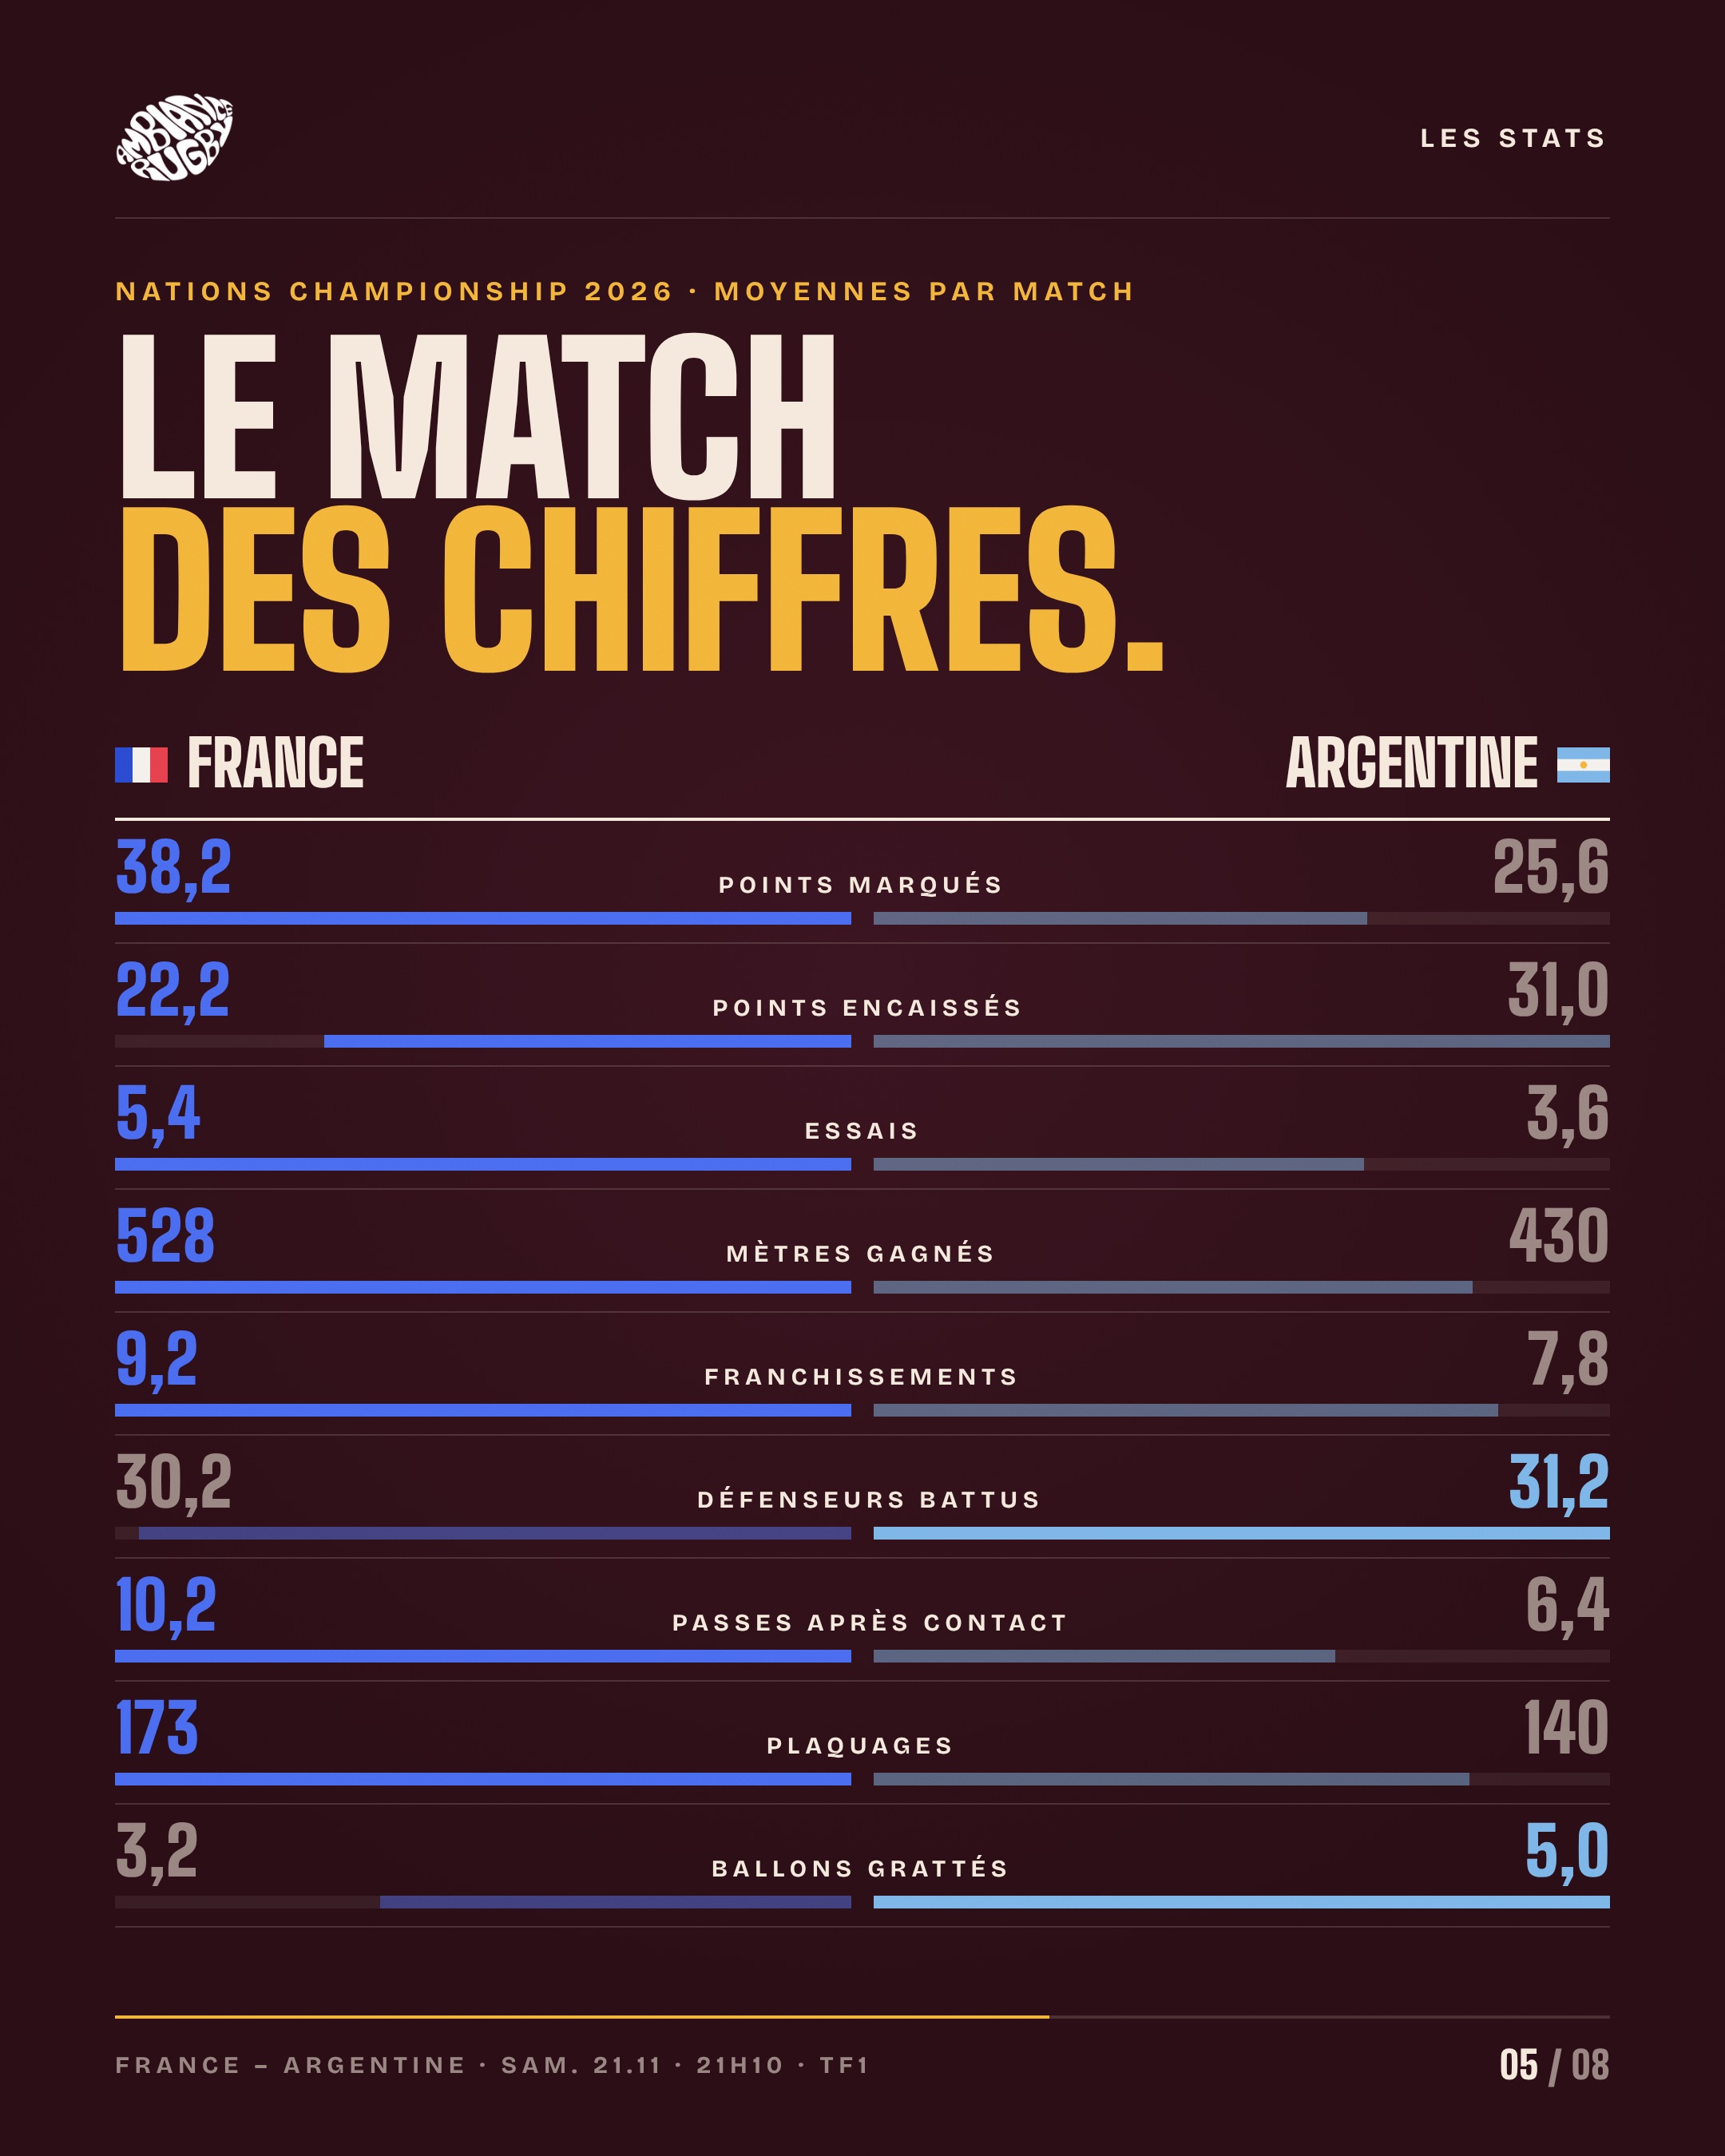 AMBIANCE
RUGBY
LES STATS
NATIONS CHAMPIONSHIP 2026 · MOYENNES PAR MATCH
LE MATCH
DES CHIFFRES.
FRANCE ARGENTINE
38,2 POINTS MARQUÉS 25,6
22,2 POINTS ENCAISSÉS 31,0
5,4 ESSAIS 3,6
528 MÈTRES GAGNÉS 430
9,2 FRANCHISSEMENTS 7,8
30,2 DÉFENSEURS BATTUS 31,2
10,2 PASSES APRÈS CONTACT 6,4
173 PLAQUAGES 140
3,2 BALLONS GRATTÉS 5,0
FRANCE – ARGENTINE · SAM. 21.11 · 21H10 · TF1 05 / 08